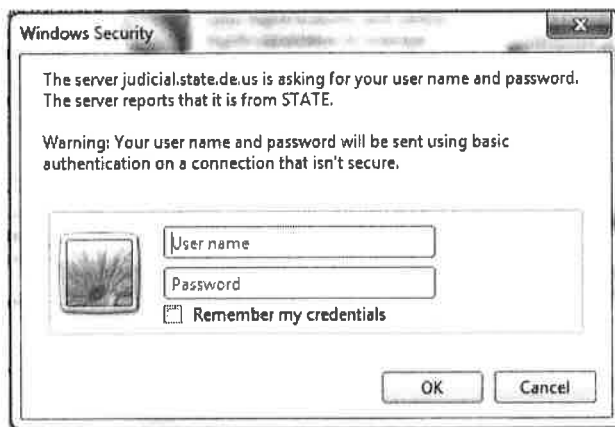 Windows Security
X
The server judicial.state.de.us is asking for your user name and password.
The server reports that it is from STATE.
Warning: Your user name and password will be sent using basic
authentication on a connection that isn't secure.
User name
Password
Remember my credentials
OK
Cancel